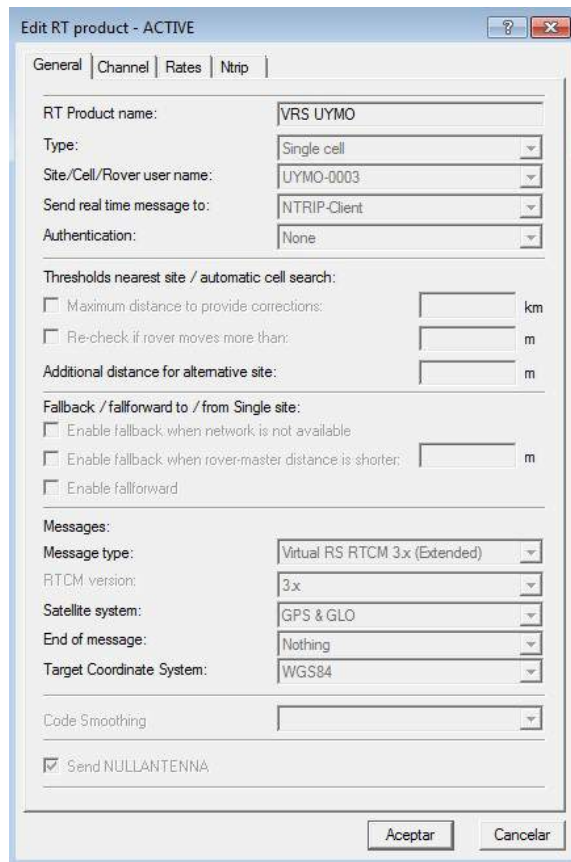 Edit RT product - ACTIVE
General Channel Rates Ntrip
RT Product name: VRS UYMO
Type: Single cell
Site/Cell/Rover user name: UYMO-0003
Send real time message to: NTRIP-Client
Authentication: None
Thresholds nearest site / automatic cell search:
Maximum distance to provide corrections: km
Re-check if rover moves more than: m
Additional distance for alternative site: m
Fallback / fallforward to / from Single site:
Enable fallback when network is not available
Enable fallback when rover-master distance is shorter: m
Enable fallforward
Messages:
Message type: Virtual RS RTCM 3.x (Extended)
RTCM version: 3.x
Satellite system: GPS & GLO
End of message: Nothing
Target Coordinate System: WGS84
Code Smoothing
Send NULLANTENNA
Aceptar Cancelar